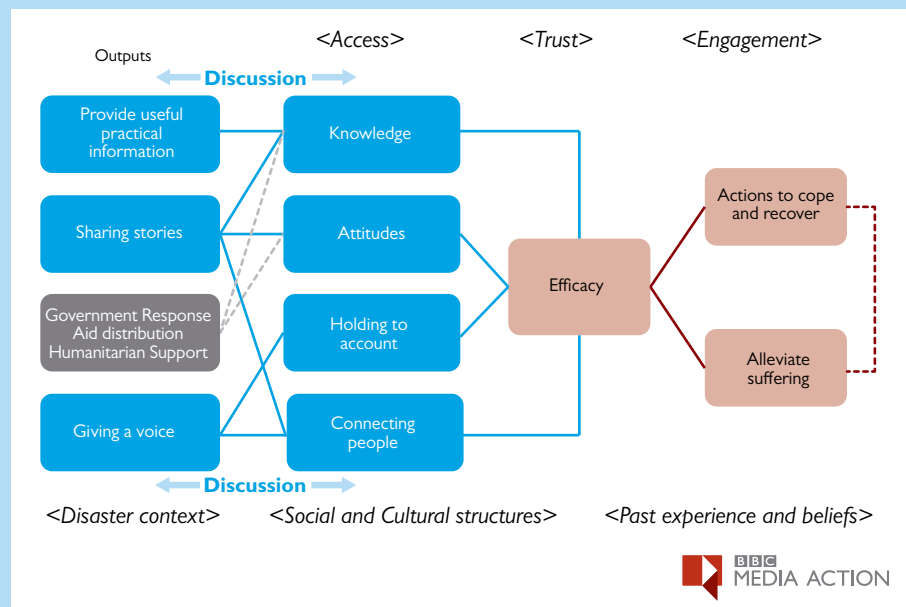 <Access>
<Trust>
<Engagement>
Outputs
Discussion
Provide useful
practical
information
Knowledge
Sharing stories
Attitudes
Actions to cope
and recover
Efficacy
Government Response
Aid distribution
Humanitarian Support
Holding to
account
Alleviate
suffering
Giving a voice
Connecting
people
Discussion
<Disaster context>
<Social and Cultural structures>
<Past experience and beliefs>
BBC
MEDIA ACTION